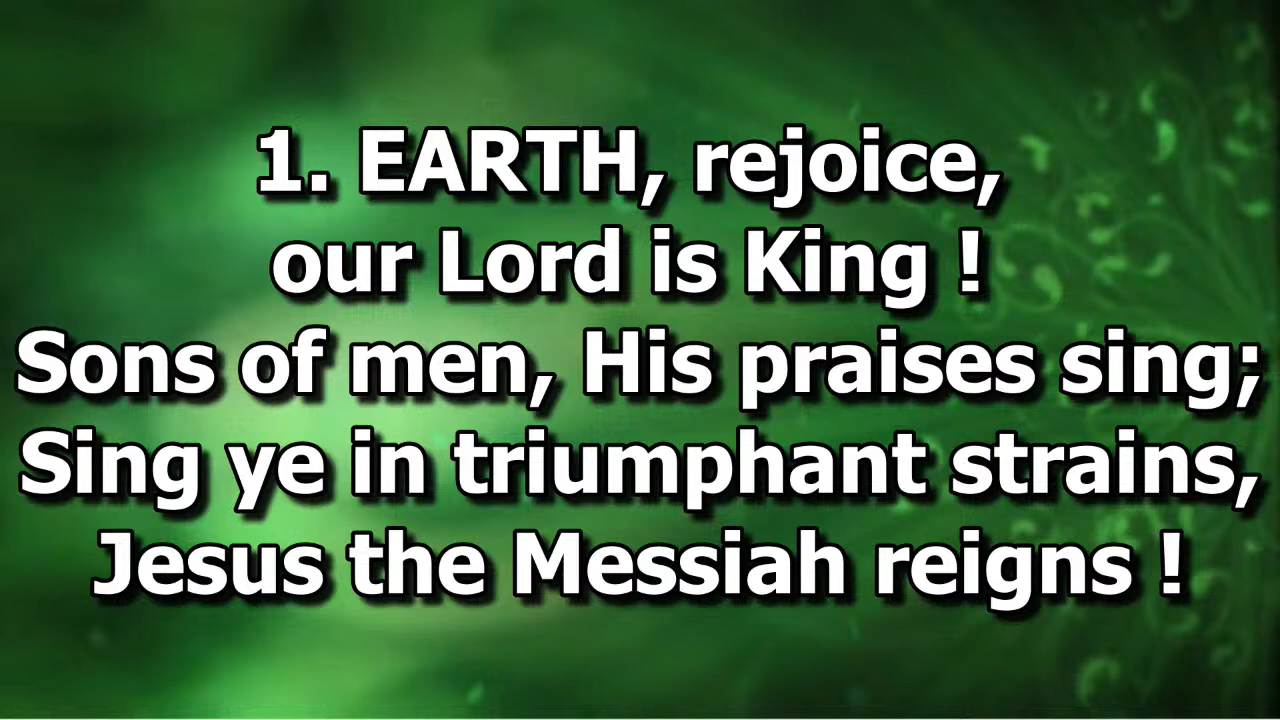 1. EARTH, rejoice,
our Lord is King !
Sons of men, His praises sing;
Sing ye in triumphant strains,
Jesus the Messiah reigns !